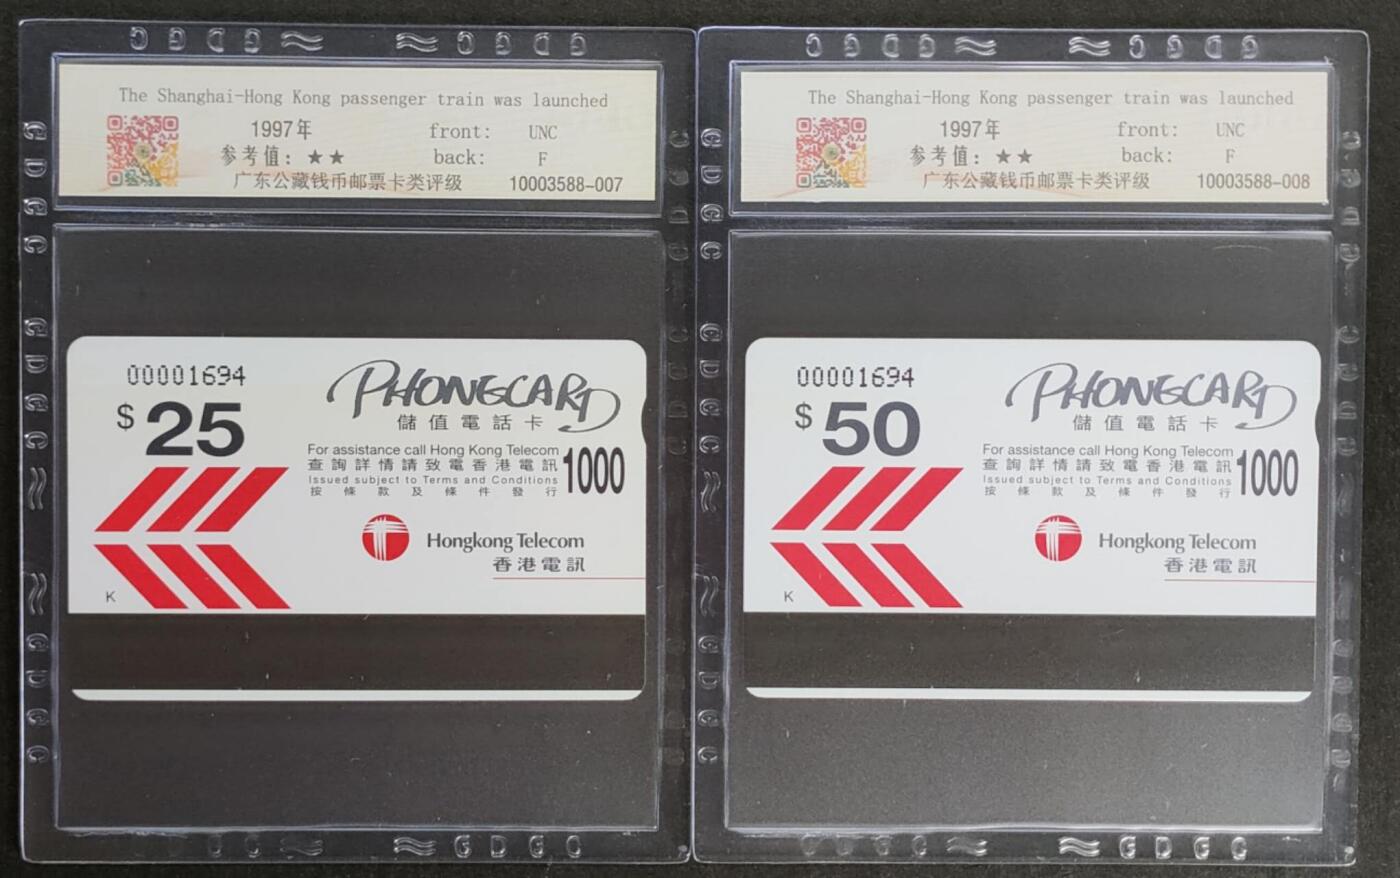 The Shanghai-Hong Kong passenger train was launched
1997年 front: UNC
参考值：★★ back: F
广东公藏钱币邮票卡类评级 10003588-007
00001694
$ 25
PHONECARD
儲值電話卡
For assistance call Hong Kong Telecom
查詢詳情請致電香港電訊
Issued subject to Terms and Conditions
按條款及條件發行
1000
Hongkong Telecom
香港電訊
K
The Shanghai-Hong Kong passenger train was launched
1997年 front: UNC
参考值：★★ back: F
广东公藏钱币邮票卡类评级 10003588-008
00001694
$ 50
PHONECARD
儲值電話卡
For assistance call Hong Kong Telecom
查詢詳情請致電香港電訊
Issued subject to Terms and Conditions
按條款及條件發行
1000
Hongkong Telecom
香港電訊
K